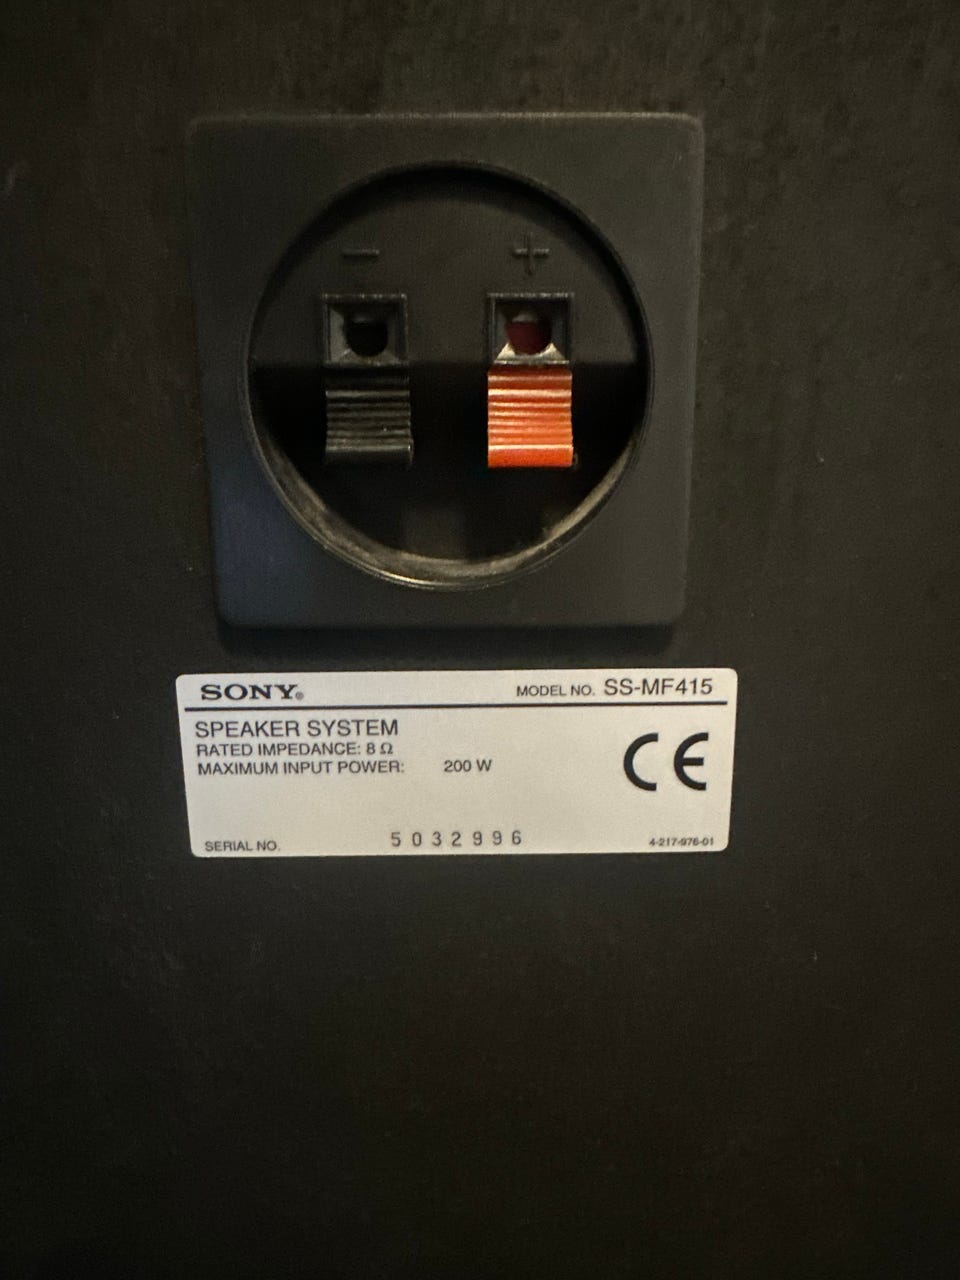 − +
SONY® MODEL NO. SS-MF415
SPEAKER SYSTEM
RATED IMPEDANCE: 8 Ω
MAXIMUM INPUT POWER: 200 W
CE
SERIAL NO. 5032996 4-217-976-01